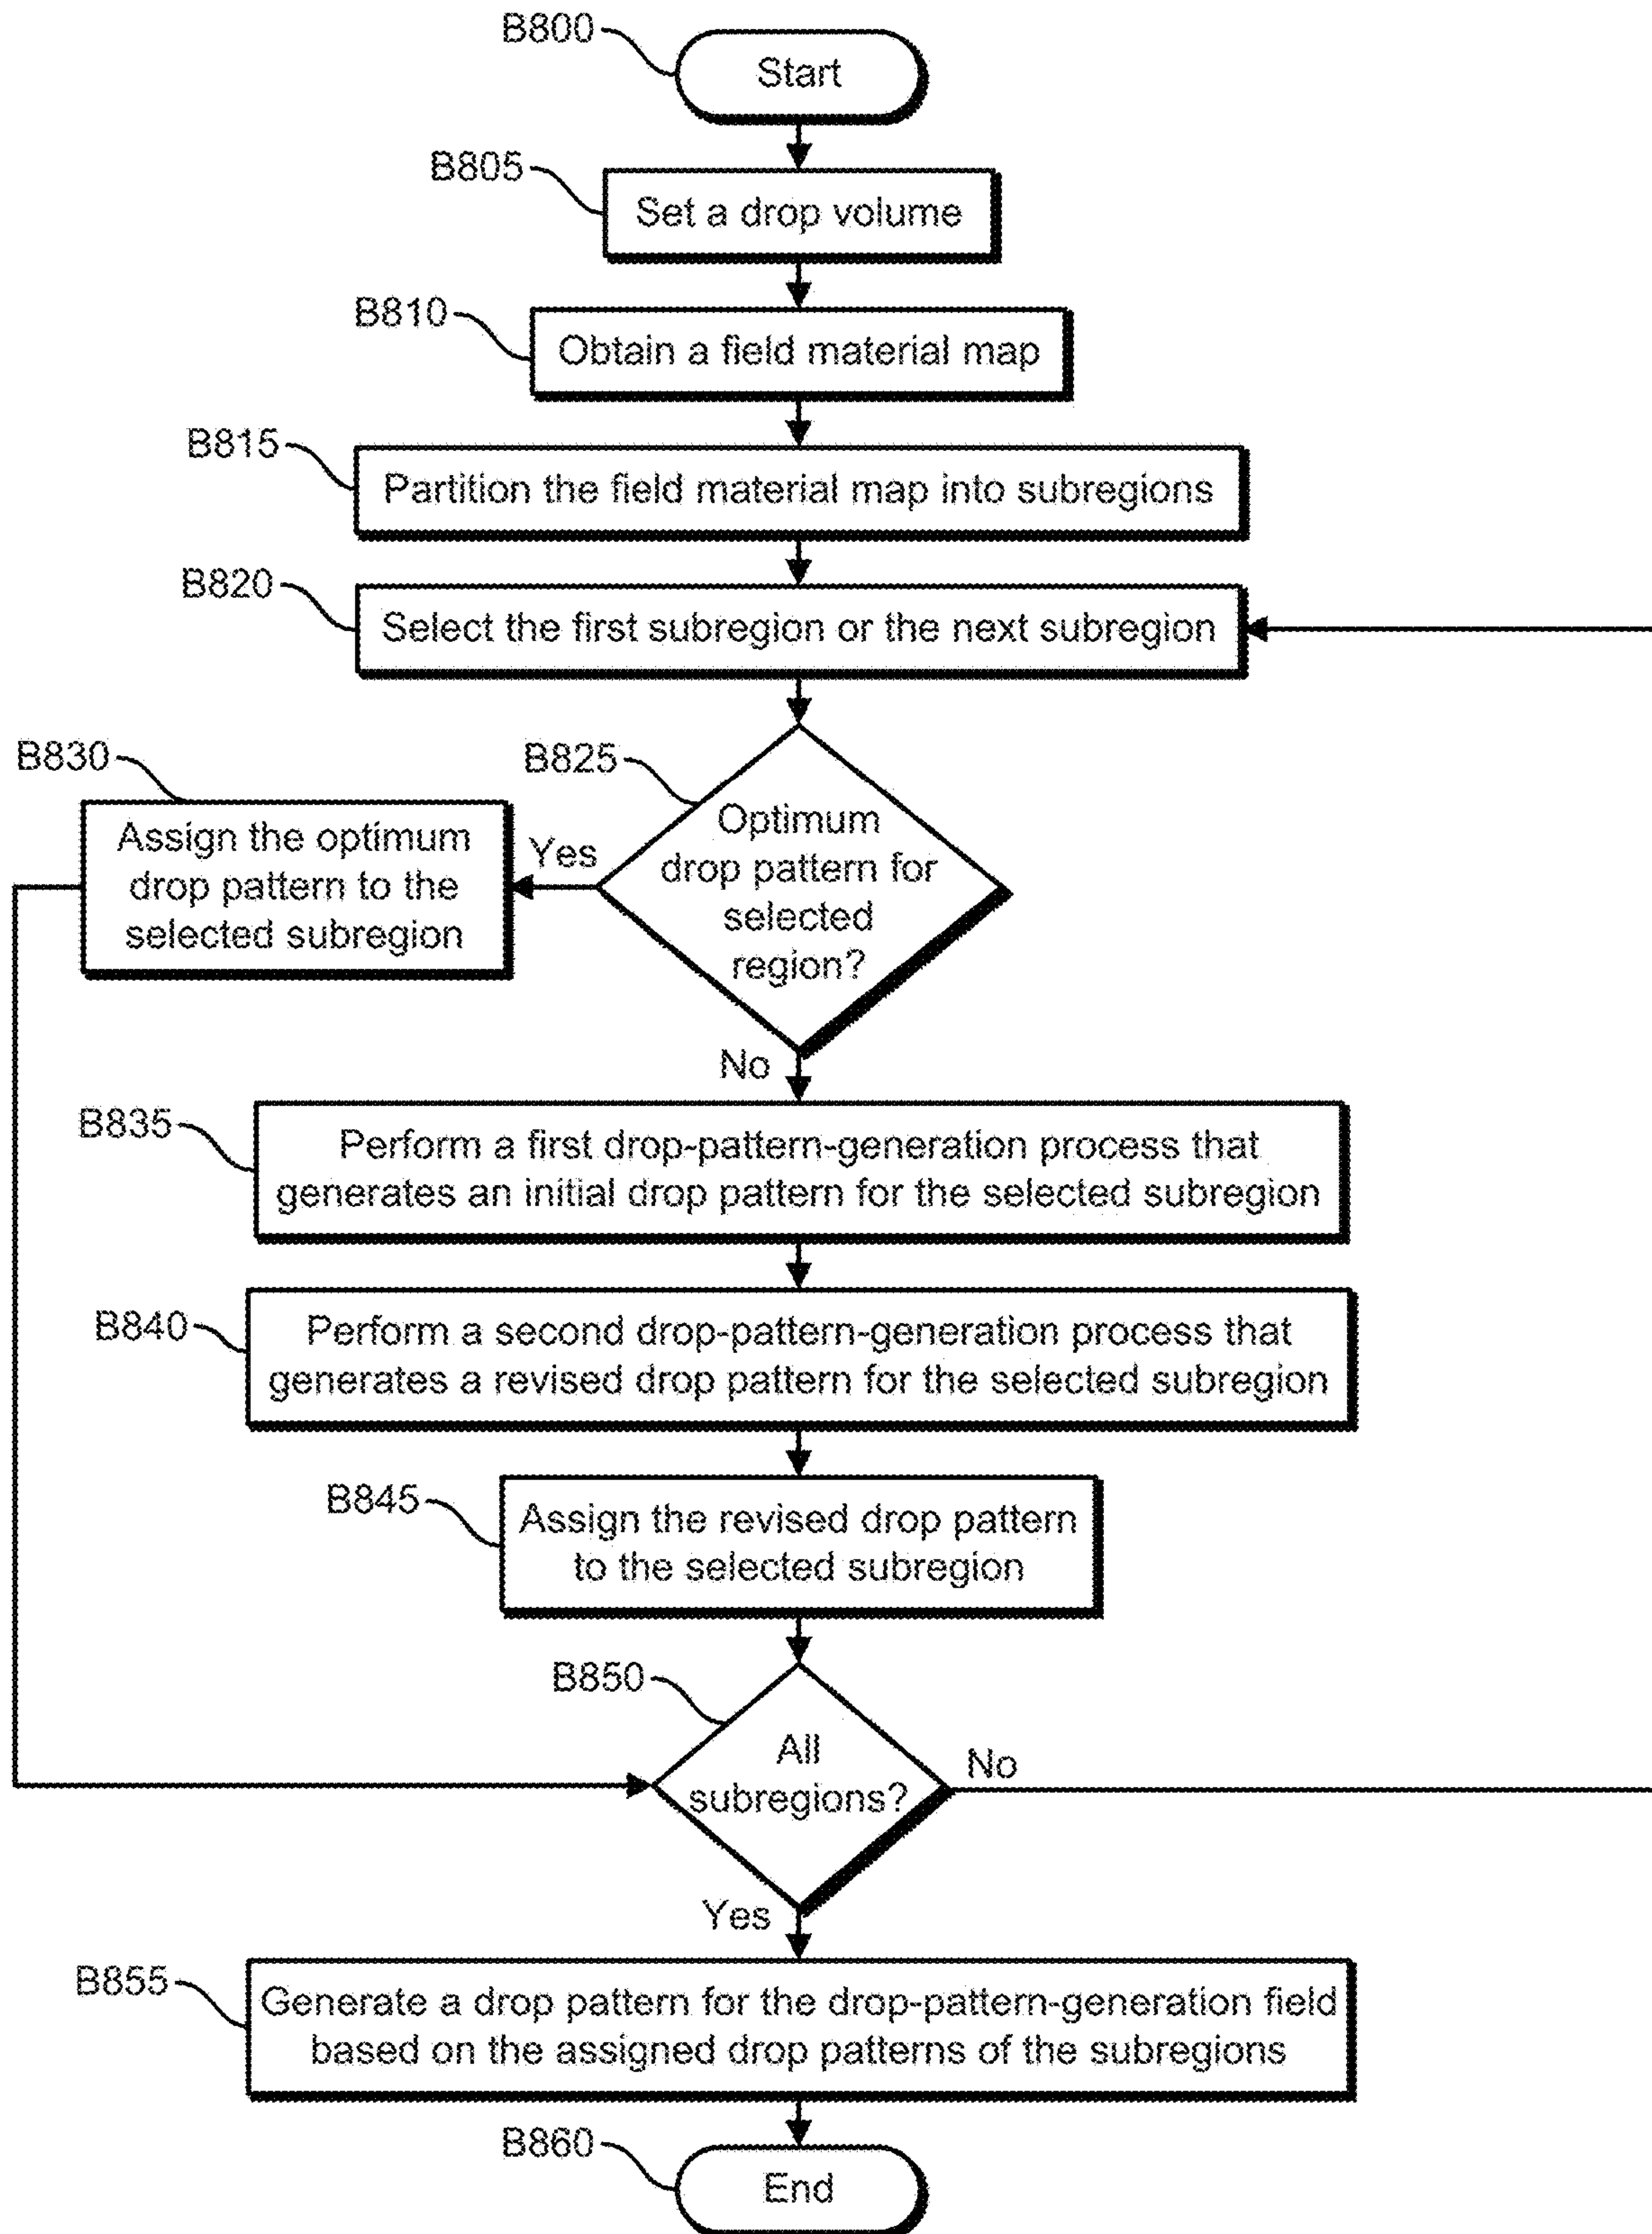 B800
Start
B805
Set a drop volume
B810
Obtain a field material map
B815
Partition the field material map into subregions
B820
Select the first subregion or the next subregion
B830
Assign the optimum
drop pattern to the
selected subregion
Yes
B825
Optimum
drop pattern for
selected
region?
No
B835
Perform a first drop-pattern-generation process that
generates an initial drop pattern for the selected subregion
B840
Perform a second drop-pattern-generation process that
generates a revised drop pattern for the selected subregion
B845
Assign the revised drop pattern
to the selected subregion
B850
All
subregions?
No
Yes
B855
Generate a drop pattern for the drop-pattern-generation field
based on the assigned drop patterns of the subregions
B860
End